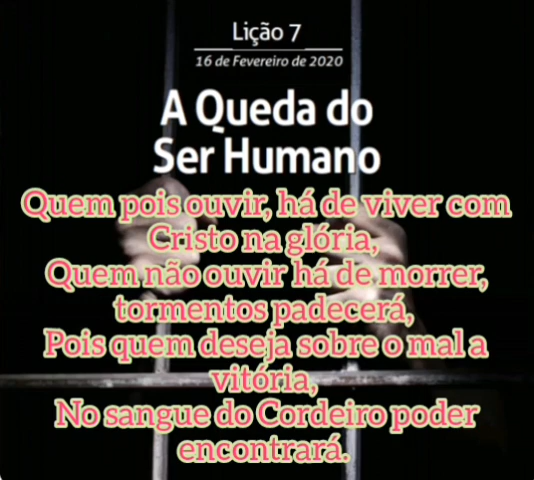 Lição 7
16 de Fevereiro de 2020
A Queda do
Ser Humano
Quem pois ouvir, há de viver com
Cristo na glória,
Quem não ouvir há de morrer,
tormentos padecerá,
Pois quem deseja sobre o mal a
vitória,
No sangue do Cordeiro poder
encontrará.